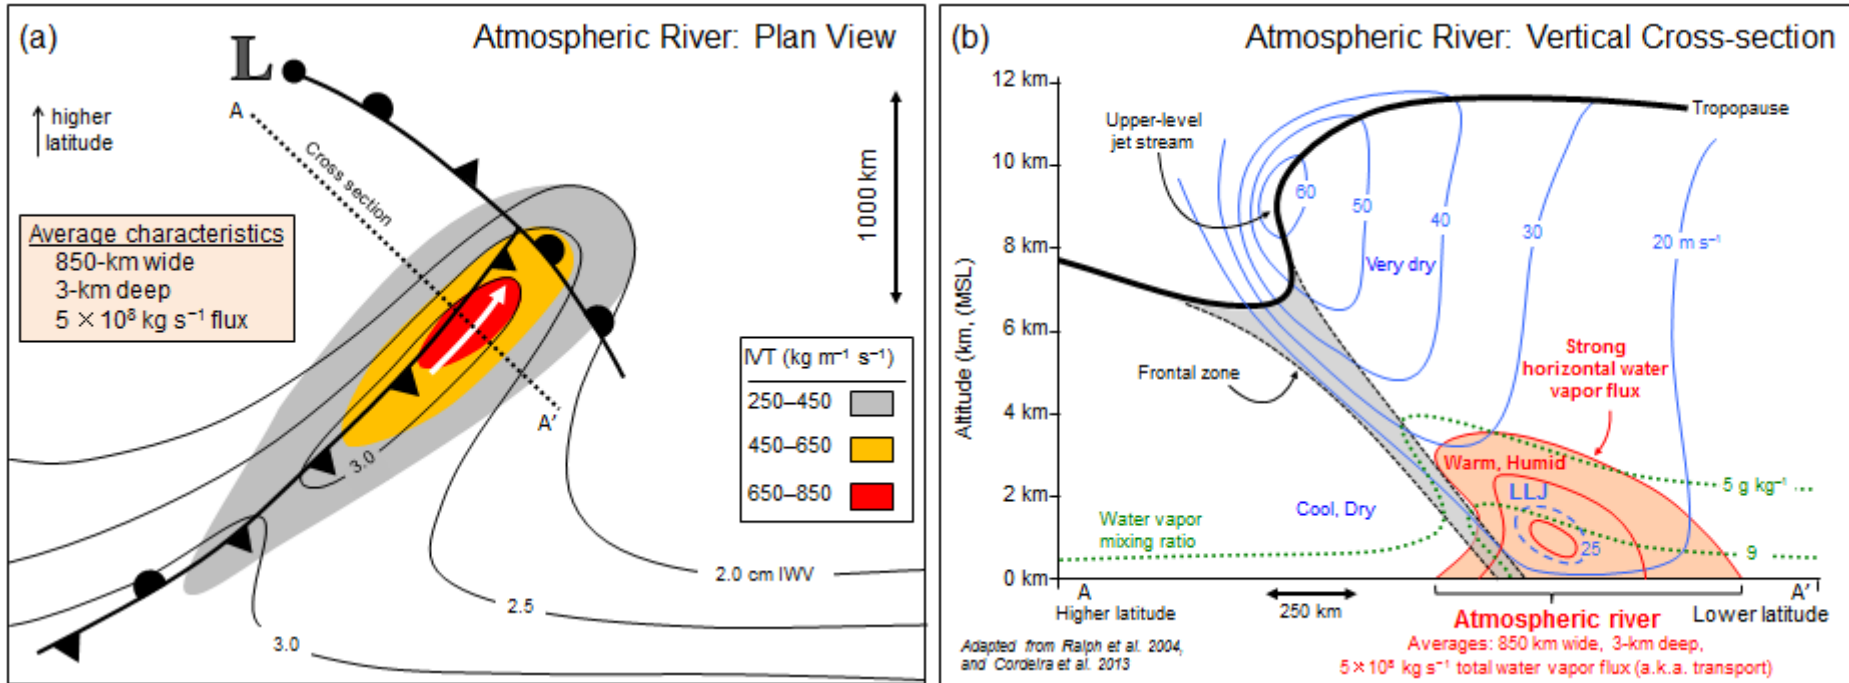 (a)
Atmospheric River: Plan View
L
higher
latitude
A
Cross section
A'
1000 km
Average characteristics
850-km wide
3-km deep
5 × 10⁸ kg s⁻¹ flux
IVT (kg m⁻¹ s⁻¹)
250–450
450–650
650–850
3.0
2.0 cm IWV
2.5
3.0
(b)
Atmospheric River: Vertical Cross-section
12 km
10 km
8 km
6 km
4 km
2 km
0 km
Altitude (km, (MSL)
Tropopause
Upper-level
jet stream
60
50
40
30
20 m s⁻¹
Very dry
Frontal zone
Strong
horizontal water
vapor flux
Warm, Humid
LLJ
25
5 g kg⁻¹
9
Cool, Dry
Water vapor
mixing ratio
A
Higher latitude
250 km
A'
Lower latitude
Atmospheric river
Averages: 850 km wide, 3-km deep,
5 × 10⁸ kg s⁻¹ total water vapor flux (a.k.a. transport)
Adapted from Ralph et al. 2004,
and Cordeira et al. 2013